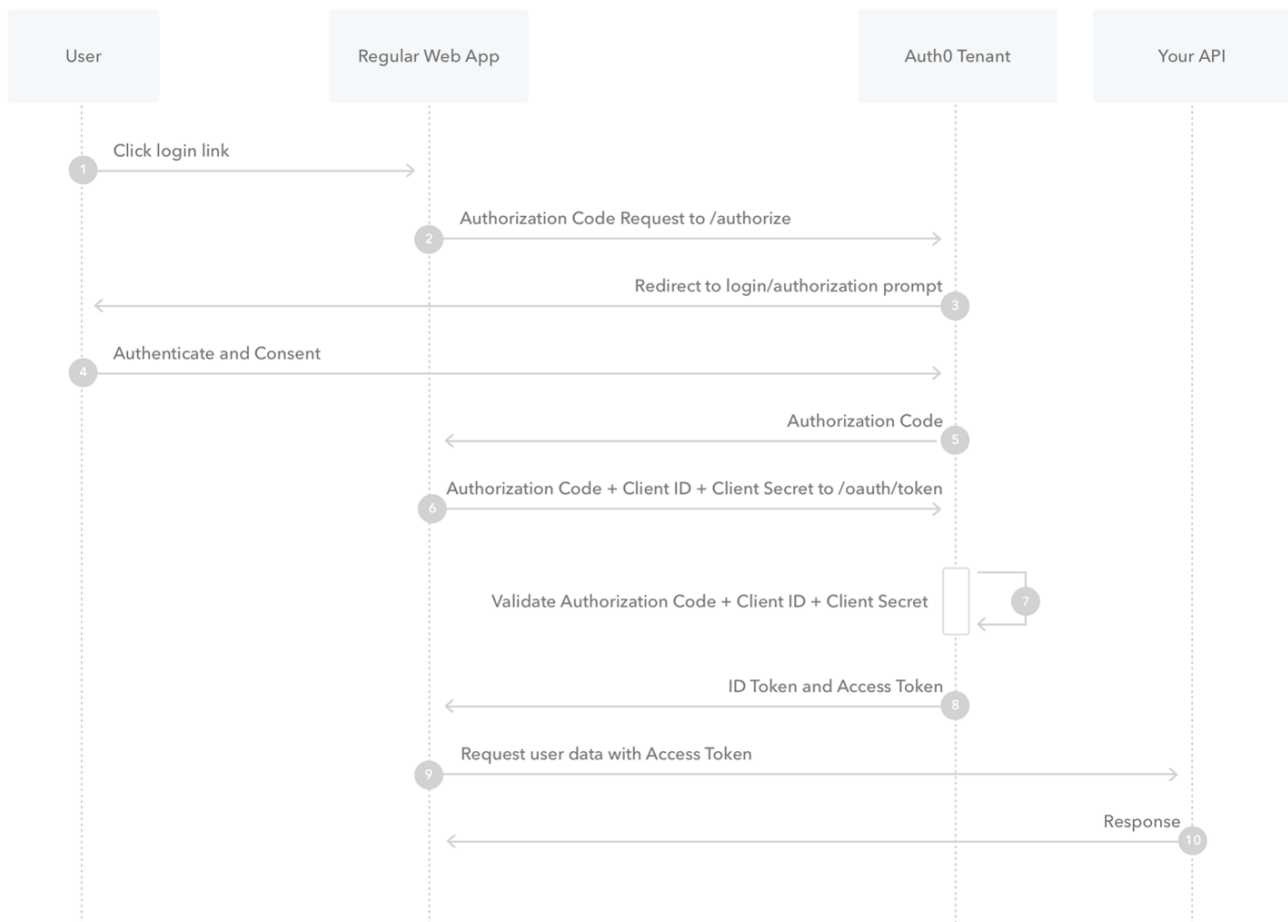 User
Regular Web App
Auth0 Tenant
Your API
Click login link
1
Authorization Code Request to /authorize
2
Redirect to login/authorization prompt
3
Authenticate and Consent
4
Authorization Code
5
Authorization Code + Client ID + Client Secret to /oauth/token
6
Validate Authorization Code + Client ID + Client Secret
7
ID Token and Access Token
8
Request user data with Access Token
9
Response
10